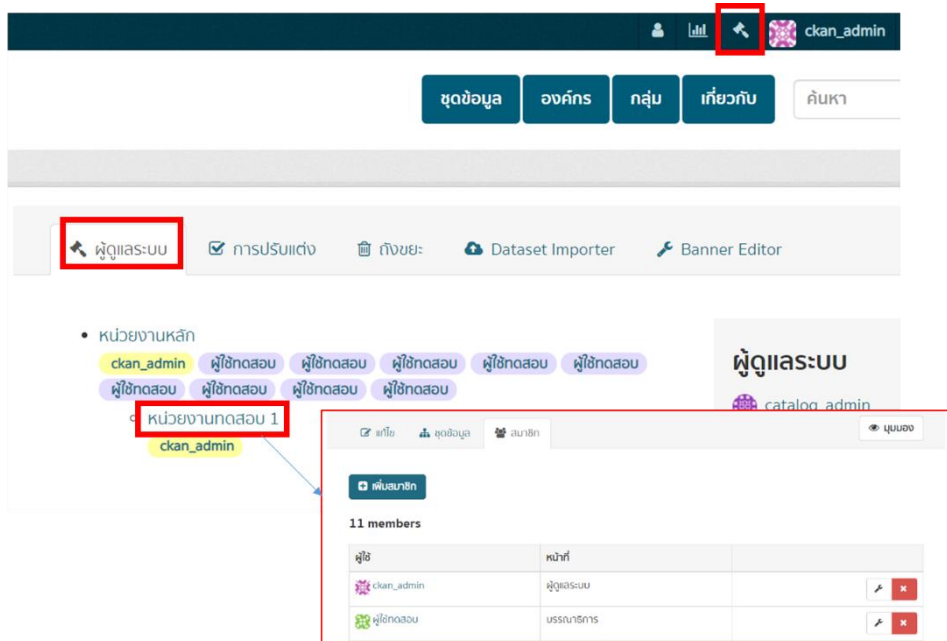 ckan_admin
ชุดข้อมูล องค์กร กลุ่ม เกี่ยวกับ ค้นหา
ผู้ดูแลระบบ การปรับแต่ง ถังขยะ Dataset Importer Banner Editor
หน่วยงานหลัก
ckan_admin ผู้ใช้ทดสอบ ผู้ใช้ทดสอบ ผู้ใช้ทดสอบ ผู้ใช้ทดสอบ ผู้ใช้ทดสอบ
ผู้ใช้ทดสอบ ผู้ใช้ทดสอบ ผู้ใช้ทดสอบ ผู้ใช้ทดสอบ
หน่วยงานทดสอบ 1
ckan_admin
ผู้ดูแลระบบ
catalog_admin
แก้ไข ชุดข้อมูล สมาชิก มุมมอง
เพิ่มสมาชิก
11 members
ผู้ใช้ หน้าที่
ckan_admin ผู้ดูแลระบบ
ผู้ใช้ทดสอบ บรรณาธิการ